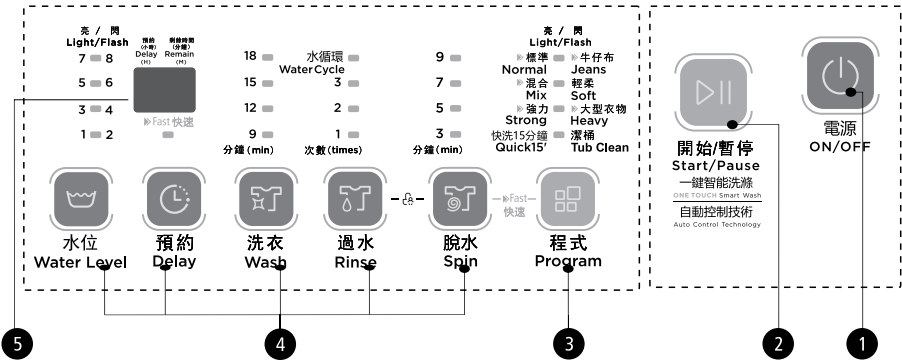 亮 / 閃
Light/Flash
7 8
5 6
3 4
1 2
預約
(小時)
Delay
(H)
剩餘時間
(分鐘)
Remain
(M)
Fast 快速
18
15
12
9
分鐘(min)
水循環
WaterCycle
3
2
1
次數(times)
9
7
5
3
分鐘(min)
亮 / 閃
Light/Flash
標準 牛仔布
Normal Jeans
混合 輕柔
Mix Soft
強力 大型衣物
Strong Heavy
快洗15分鐘 潔桶
Quick15' Tub Clean
水位
Water Level
預約
Delay
洗衣
Wash
過水
Rinse
脫水
Spin
Fast
快速
程式
Program
開始/暫停
Start/Pause
一鍵智能洗滌
ONE TOUCH Smart Wash
自動控制技術
Auto Control Technology
電源
ON/OFF
5
4
3
2
1